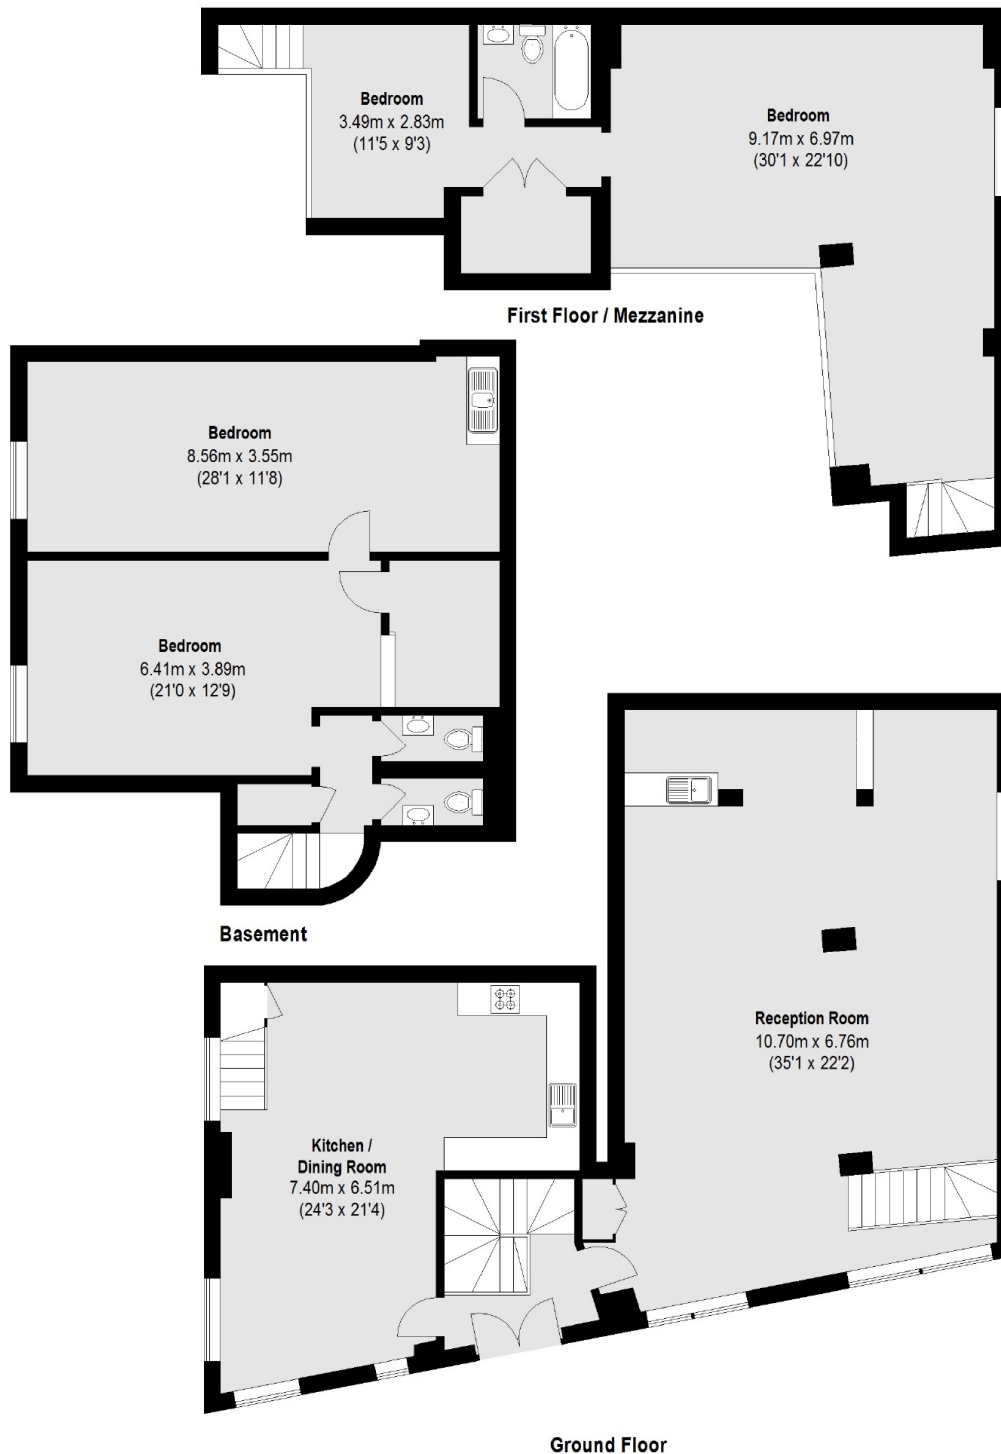 Bedroom
3.49m x 2.83m
(11'5 x 9'3)
Bedroom
9.17m x 6.97m
(30'1 x 22'10)
First Floor / Mezzanine
Bedroom
8.56m x 3.55m
(28'1 x 11'8)
Bedroom
6.41m x 3.89m
(21'0 x 12'9)
Basement
Reception Room
10.70m x 6.76m
(35'1 x 22'2)
Kitchen /
Dining Room
7.40m x 6.51m
(24'3 x 21'4)
Ground Floor